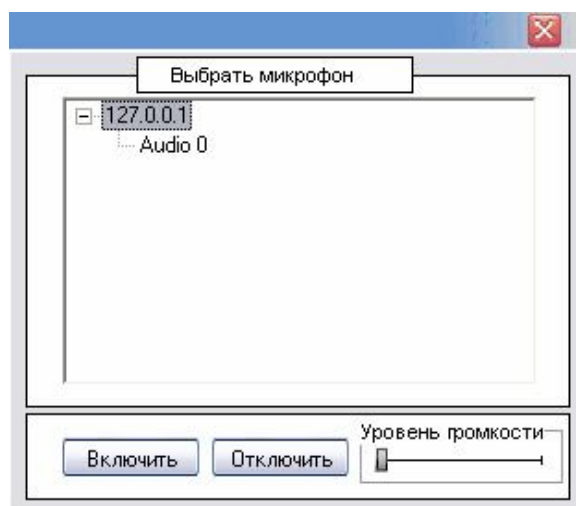 Выбрать микрофон
127.0.0.1
Audio 0
Уровень громкости
Включить
Отключить